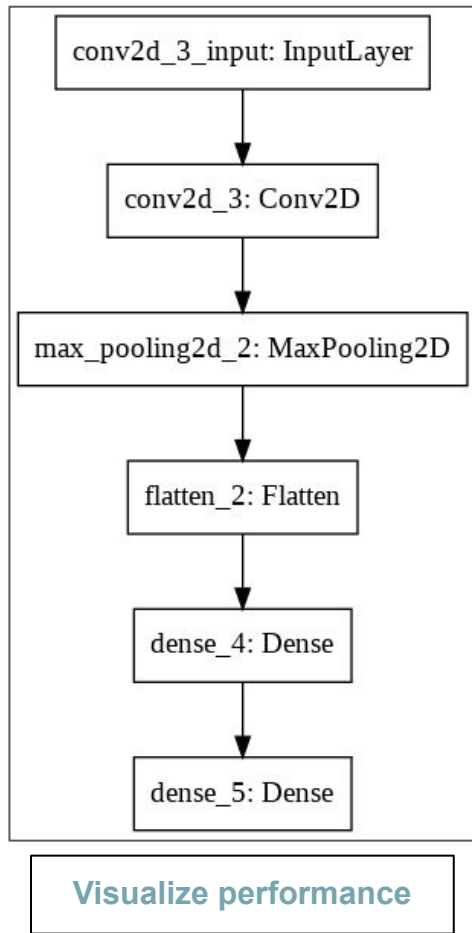 conv2d_3_input: InputLayer
conv2d_3: Conv2D
max_pooling2d_2: MaxPooling2D
flatten_2: Flatten
dense_4: Dense
dense_5: Dense
Visualize performance